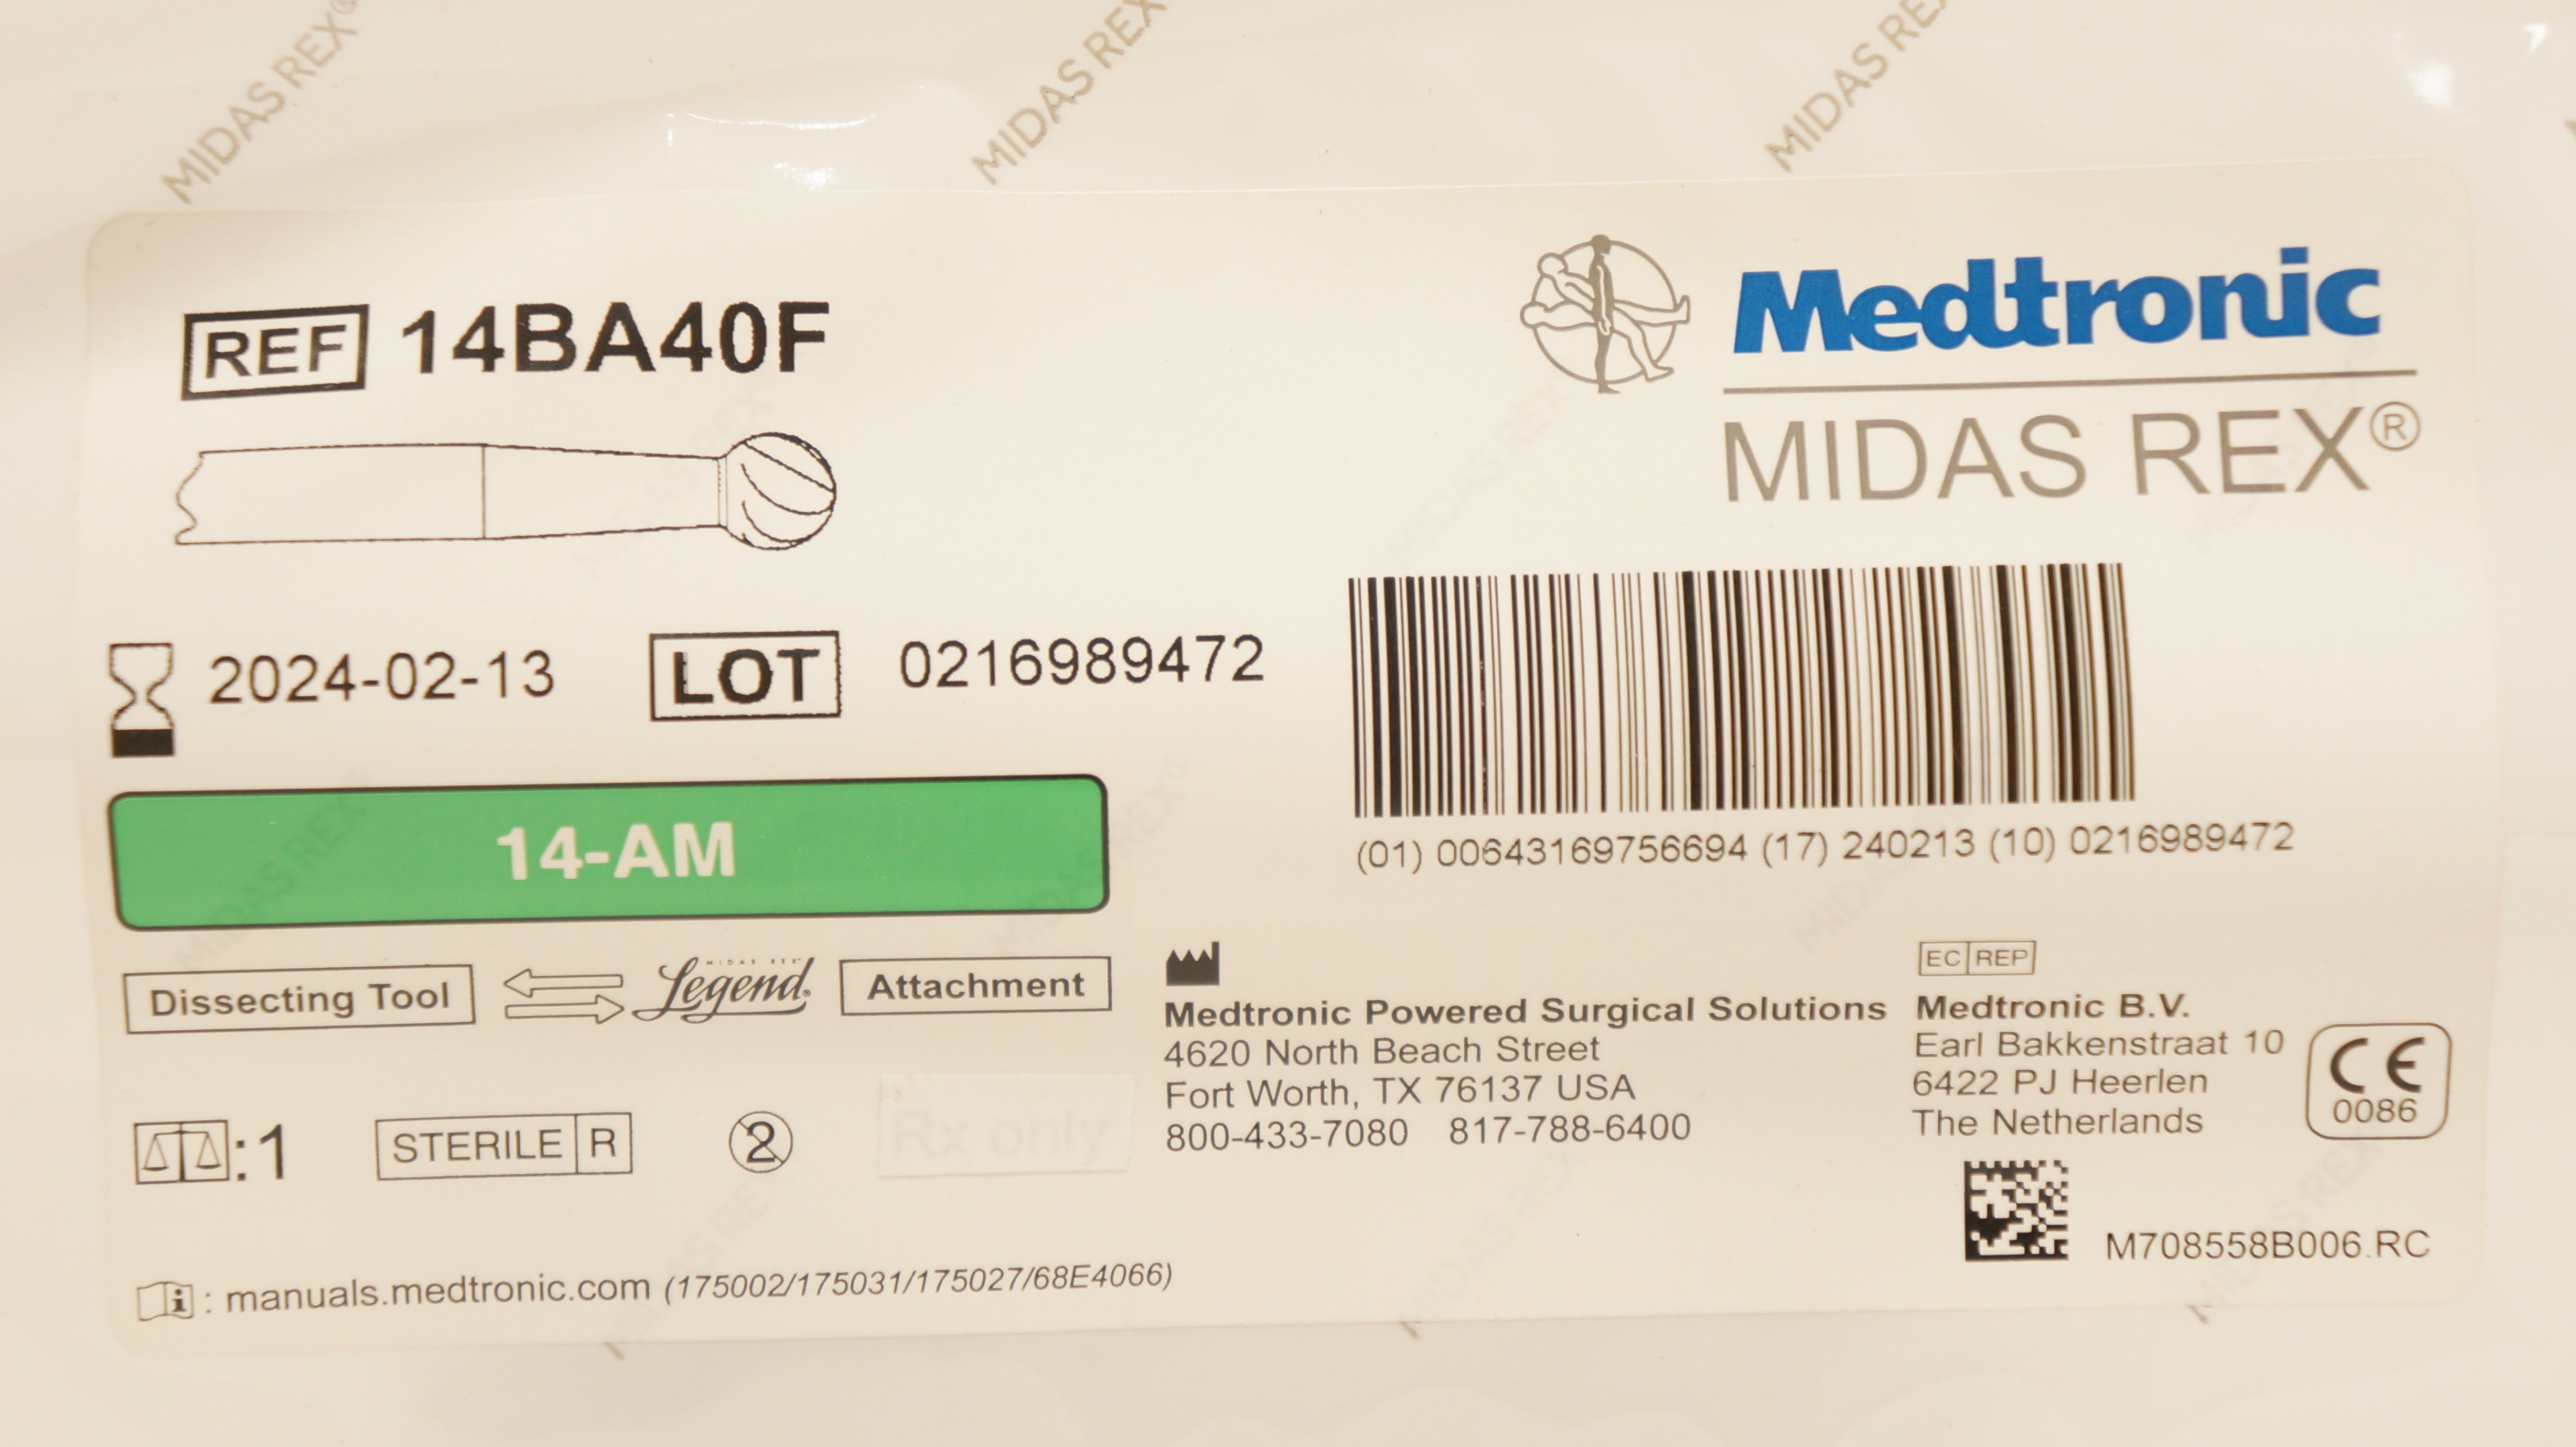 MIDAS REX®
MIDAS REX
MIDAS REX
REF 14BA40F
Medtronic
MIDAS REX®
2024-02-13 LOT 0216989472
(01) 00643169756694 (17) 240213 (10) 0216989472
14-AM
Dissecting Tool MIDAS REX Legend® Attachment
:1 STERILE R 2 Rx only
Medtronic Powered Surgical Solutions
4620 North Beach Street
Fort Worth, TX 76137 USA
800-433-7080 817-788-6400
EC REP
Medtronic B.V.
Earl Bakkenstraat 10
6422 PJ Heerlen
The Netherlands
CE
0086
M708558B006.RC
i : manuals.medtronic.com (175002/175031/175027/68E4066)